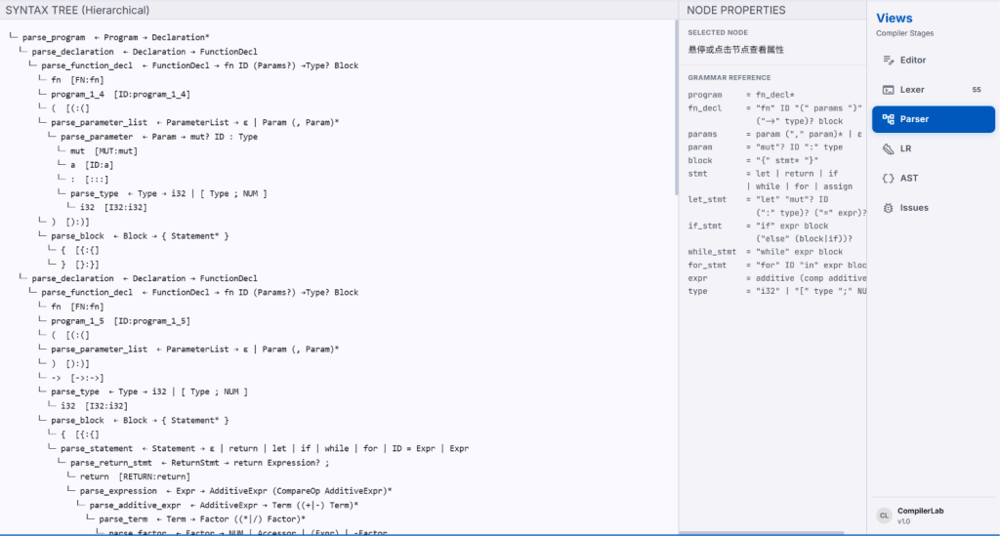 SYNTAX TREE (Hierarchical)
└─ parse_program ← Program → Declaration*
└─ parse_declaration ← Declaration → FunctionDecl
└─ parse_function_decl ← FunctionDecl → fn ID (Params?) →Type? Block
└─ fn [FN:fn]
└─ program_1_4 [ID:program_1_4]
└─ ( [(:(]
└─ parse_parameter_list ← ParameterList → ε | Param (, Param)*
└─ parse_parameter ← Param → mut? ID : Type
└─ mut [MUT:mut]
└─ a [ID:a]
└─ : [:::]
└─ parse_type ← Type → i32 | [ Type ; NUM ]
└─ i32 [I32:i32]
└─ ) [):)]
└─ parse_block ← Block → { Statement* }
└─ { [{:{]
└─ } [}:}]
└─ parse_declaration ← Declaration → FunctionDecl
└─ parse_function_decl ← FunctionDecl → fn ID (Params?) →Type? Block
└─ fn [FN:fn]
└─ program_1_5 [ID:program_1_5]
└─ ( [(:(]
└─ parse_parameter_list ← ParameterList → ε | Param (, Param)*
└─ ) [):)]
└─ -> [->:->]
└─ parse_type ← Type → i32 | [ Type ; NUM ]
└─ i32 [I32:i32]
└─ parse_block ← Block → { Statement* }
└─ { [{:{]
└─ parse_statement ← Statement → ε | return | let | if | while | for | ID = Expr | Expr
└─ parse_return_stmt ← ReturnStmt → return Expression? ;
└─ return [RETURN:return]
└─ parse_expression ← Expr → AdditiveExpr (CompareOp AdditiveExpr)*
└─ parse_additive_expr ← AdditiveExpr → Term ((+|-) Term)*
└─ parse_term ← Term → Factor ((*|/) Factor)*
└─ parse_factor ← Factor → NUM | Accessor | (Expr) | -Factor
NODE PROPERTIES
SELECTED NODE
悬停或点击节点查看属性
GRAMMAR REFERENCE
program = fn_decl*
fn_decl = "fn" ID "(" params ")"
("→" type)? block
params = param ("," param)* | ε
param = "mut"? ID ":" type
block = "{" stmt* "}"
stmt = let | return | if
| while | for | assign
let_stmt = "let" "mut"? ID
(":" type)? ("=" expr)?
if_stmt = "if" expr block
("else" (block|if))?
while_stmt = "while" expr block
for_stmt = "for" ID "in" expr bloc
expr = additive (comp additive
type = "i32" | "[" type ";" NU
Views
Compiler Stages
Editor
Lexer 55
Parser
LR
AST
Issues
CL
CompilerLab
v1.0